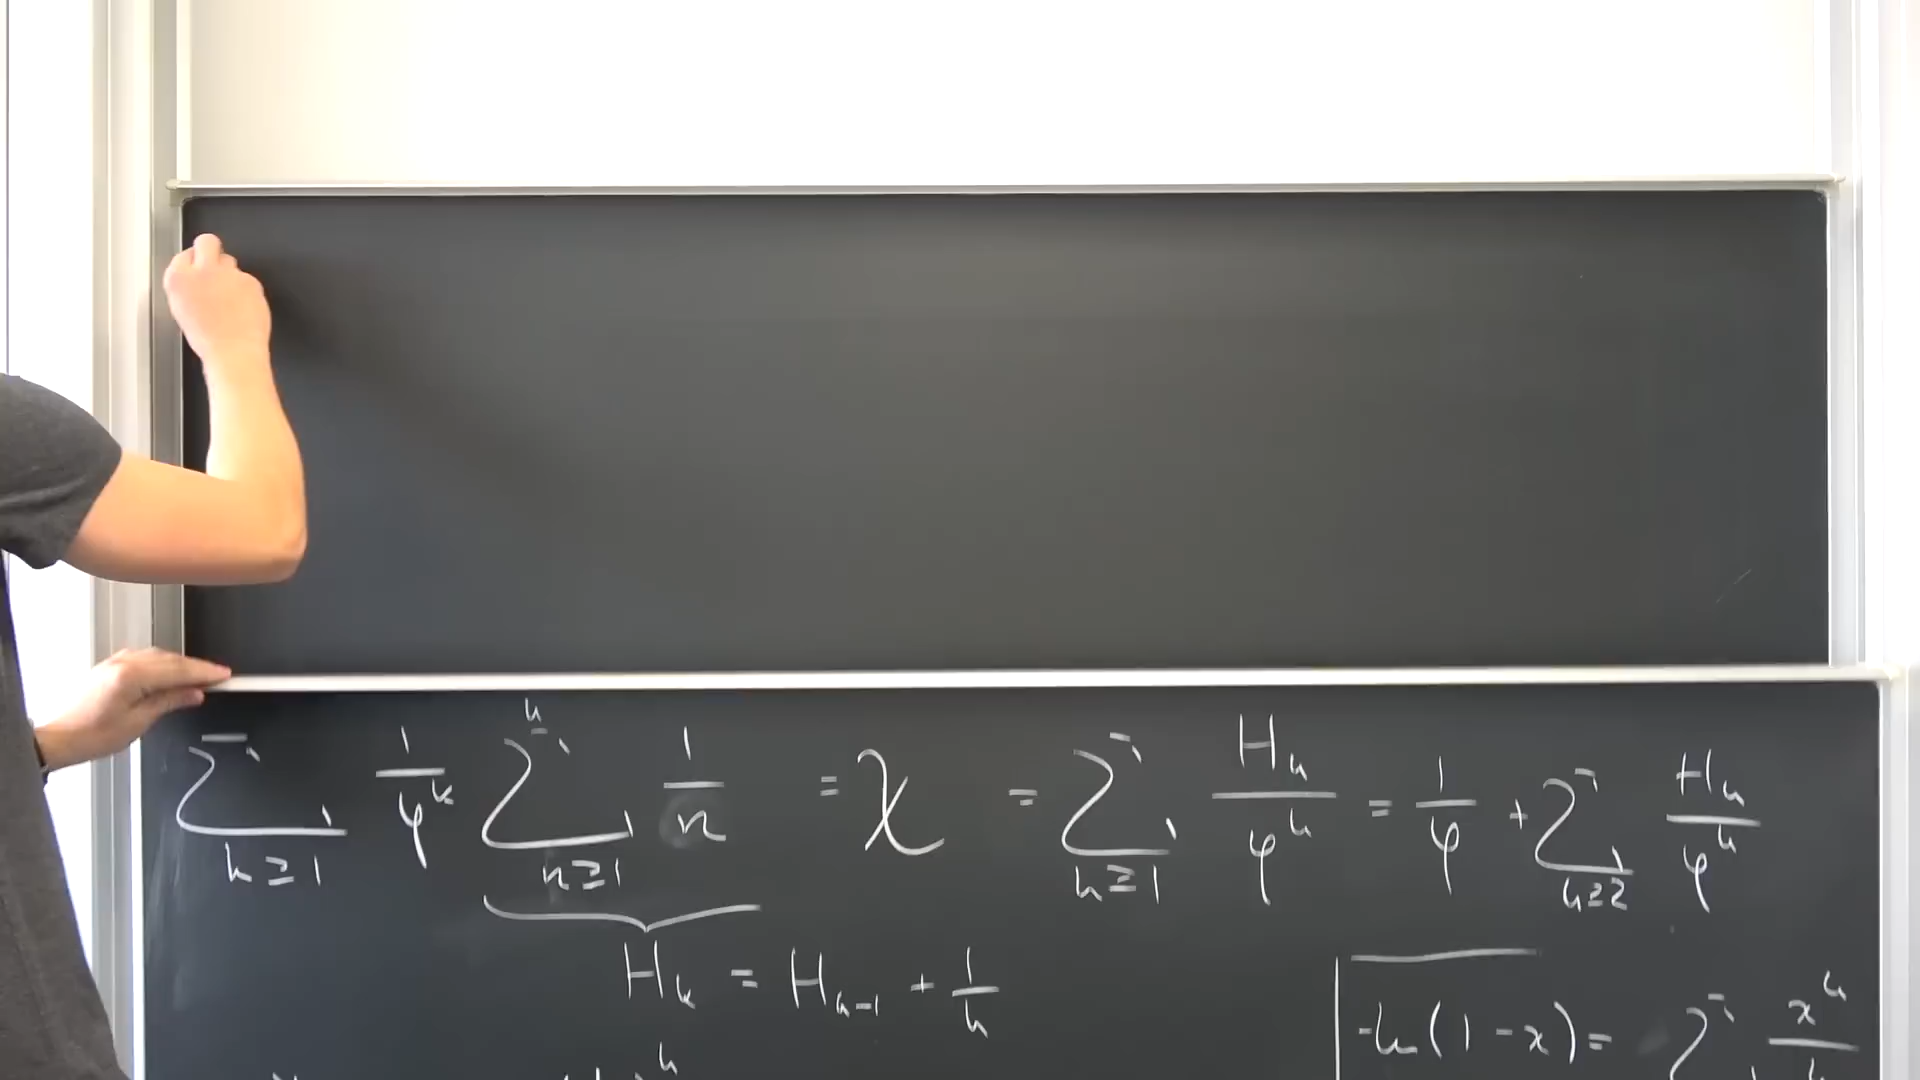 ∑_{k≥1} 1/φ^k ∑_{n≥1}^{k} 1/n = χ = ∑_{k≥1} H_k/φ^k = 1/φ + ∑_{k≥2} H_k/φ^k
H_k = H_{k-1} + 1/k
-ln(1-x) = ∑ x^k/k